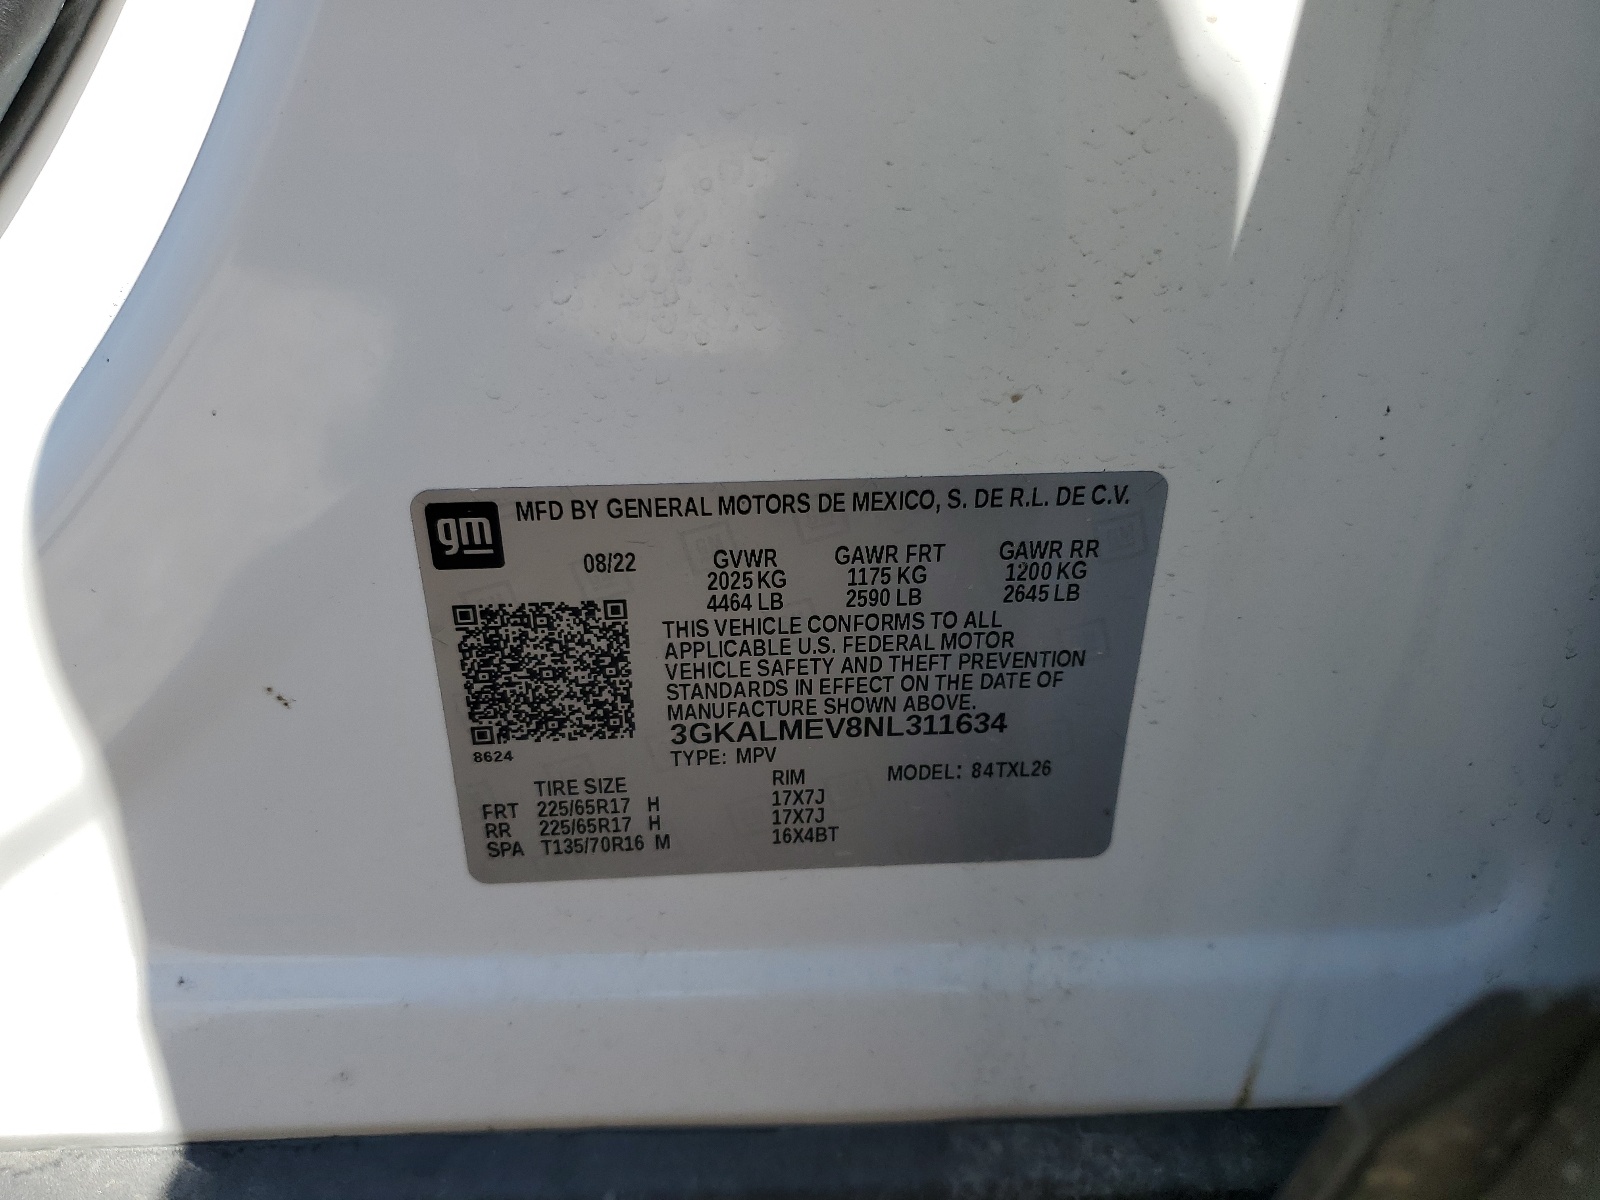 gm
MFD BY GENERAL MOTORS DE MEXICO, S. DE R.L. DE C.V.
08/22 GVWR GAWR FRT GAWR RR
2025 KG 1175 KG 1200 KG
4464 LB 2590 LB 2645 LB
THIS VEHICLE CONFORMS TO ALL
APPLICABLE U.S. FEDERAL MOTOR
VEHICLE SAFETY AND THEFT PREVENTION
STANDARDS IN EFFECT ON THE DATE OF
MANUFACTURE SHOWN ABOVE.
3GKALMEV8NL311634
8624 TYPE: MPV
MODEL: 84TXL26
TIRE SIZE RIM
FRT 225/65R17 H 17X7J
RR 225/65R17 H 17X7J
SPA T135/70R16 M 16X4BT